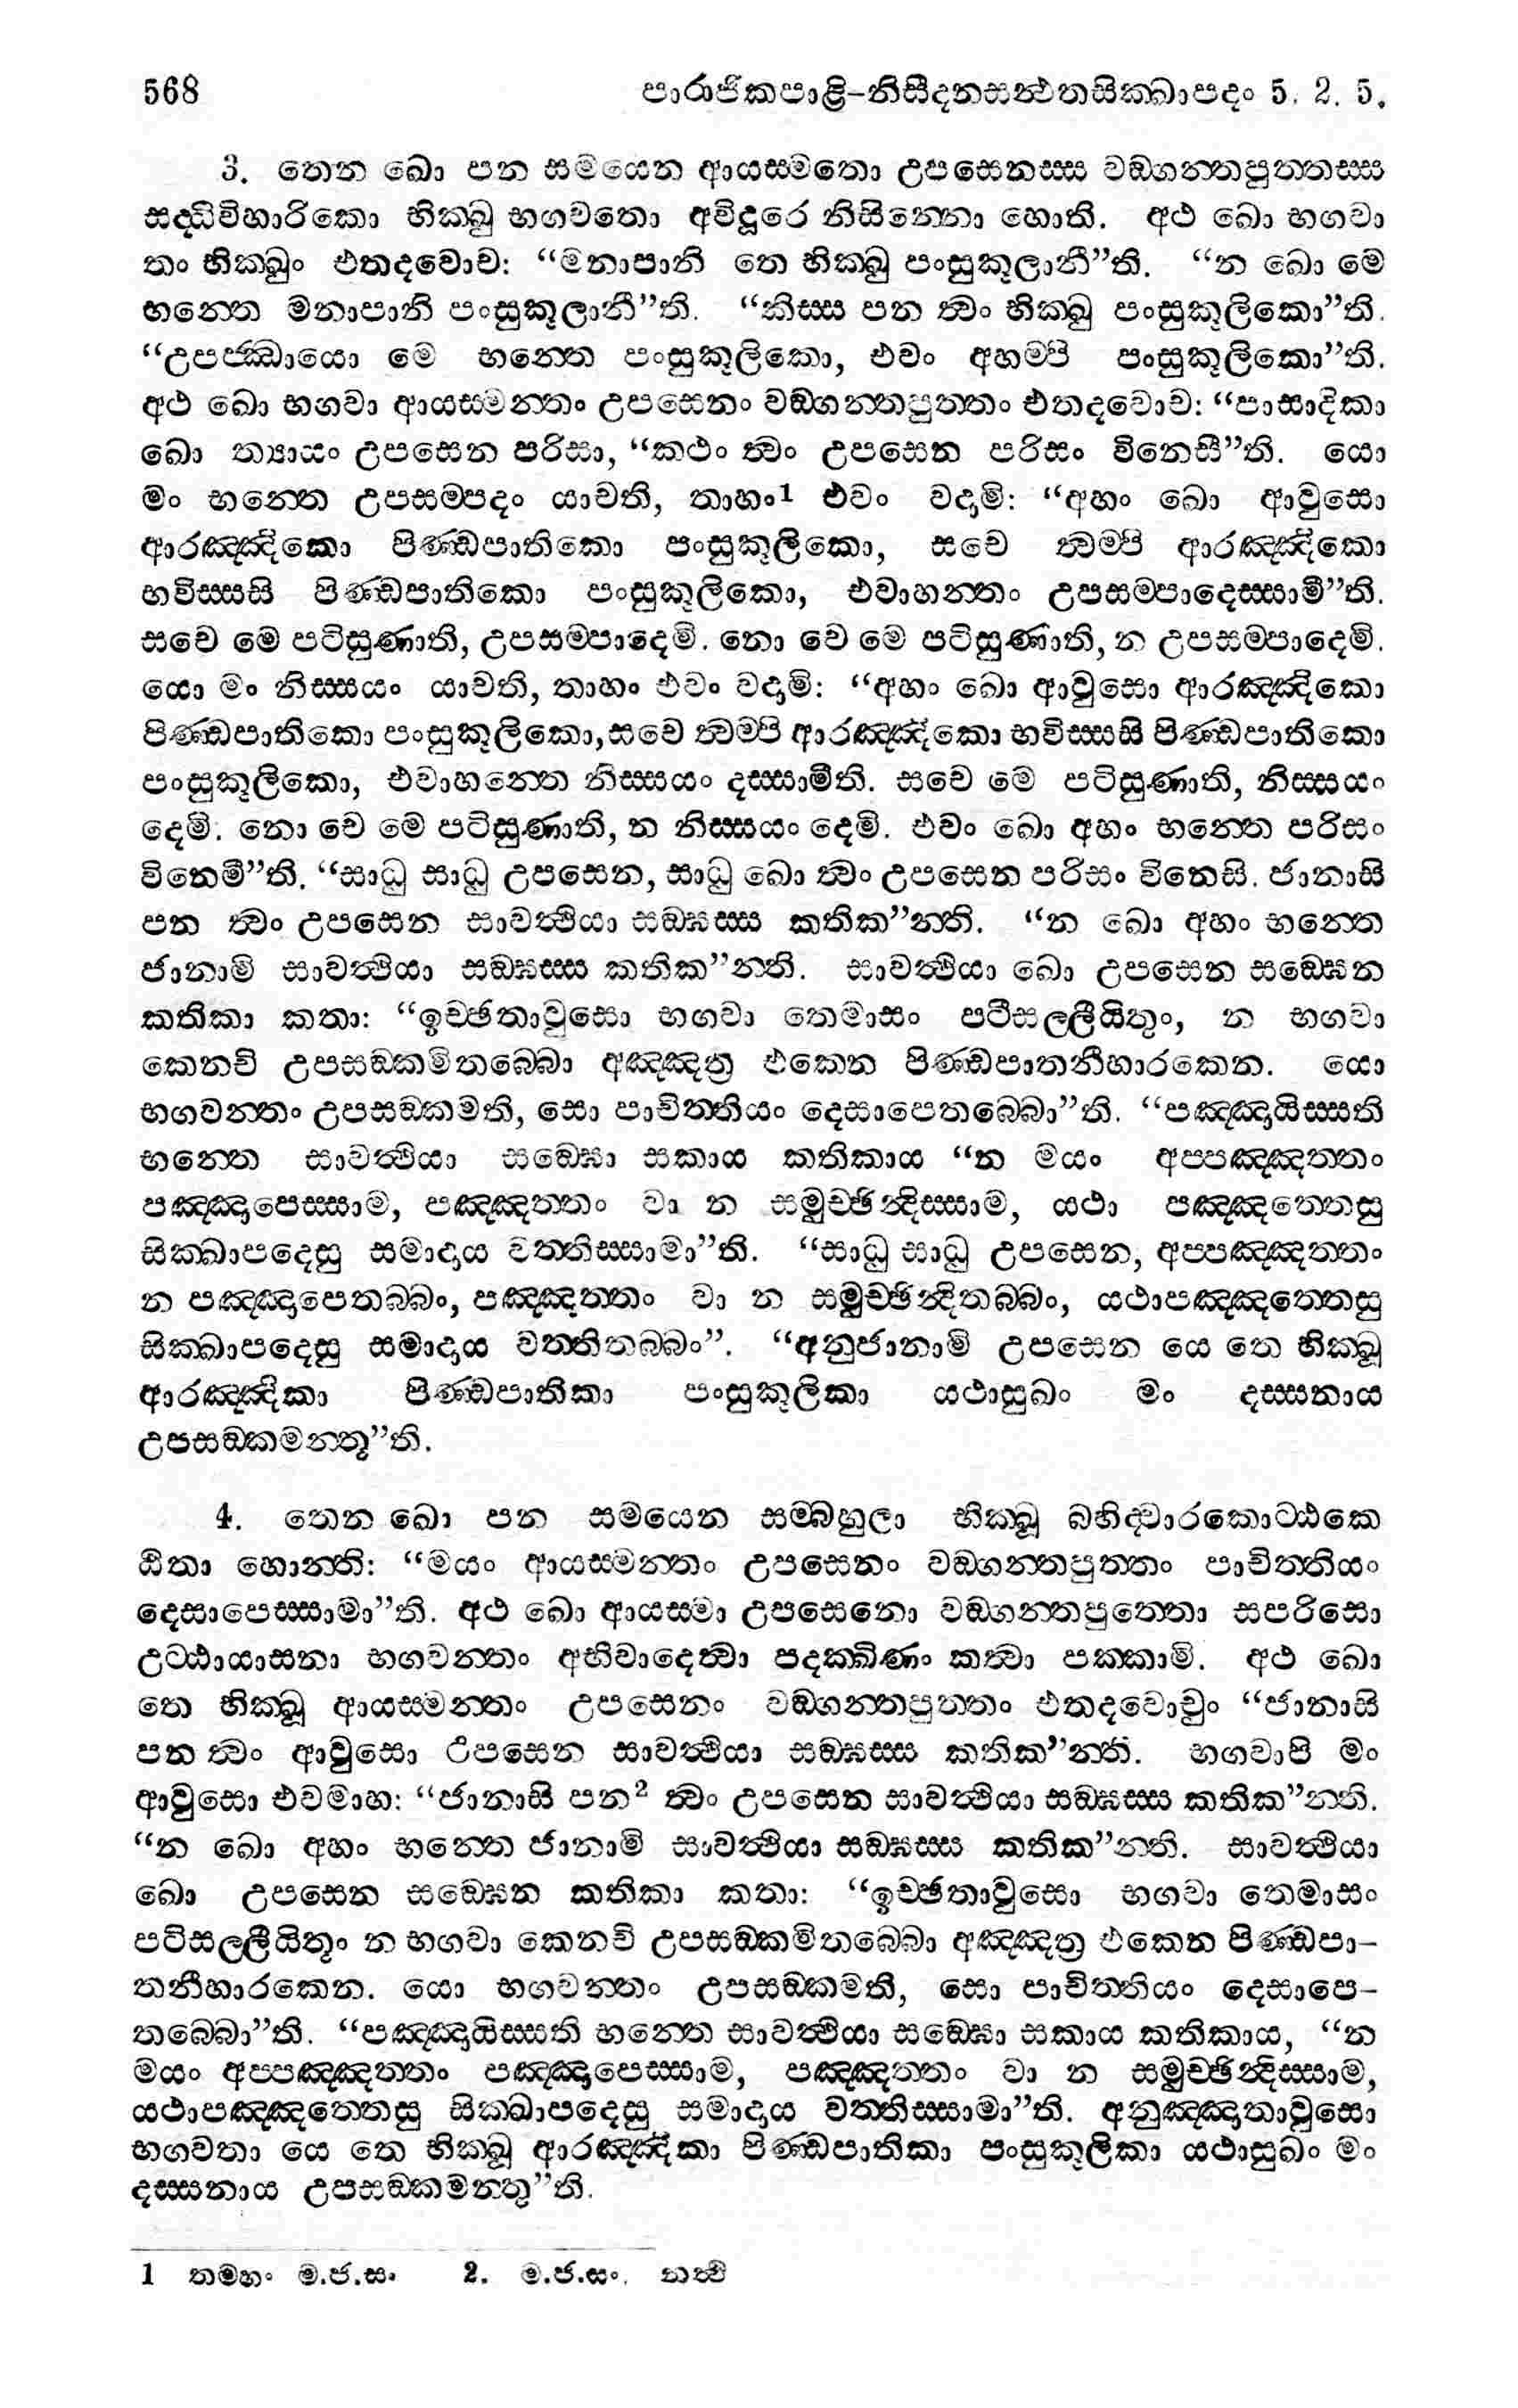 568 පාරාජිකපාළි-නිසීදනසන්ථතසික්ඛාපදං 5. 2. 5.
3. තෙන ඛො පන සමයෙන ආයස්මතො උපසෙනස්ස වඞ්ගන්තපුත්තස්ස
සද්ධිවිහාරිකො භික්ඛු භගවතො අවිදූරෙ නිසින්නො හොති. අථ ඛො භගවා
තං භික්ඛුං එතදවොච: “මනාපානි තෙ භික්ඛු පංසුකූලානී”ති. “න ඛො මෙ
භන්තෙ මනාපානි පංසුකූලානී”ති. “කිස්ස පන ත්වං භික්ඛු පංසුකූලිකො”ති.
“උපජ්ඣායො මෙ භන්තෙ පංසුකූලිකො, එවං අහම්පි පංසුකූලිකො”ති.
අථ ඛො භගවා ආයස්මන්තං උපසෙනං වඞ්ගන්තපුත්තං එතදවොච: “පාසාදිකා
ඛො ත්‍යායං උපසෙන පරිසා, “කථං ත්වං උපසෙන පරිසං විනෙසී”ති. යො
මං භන්තෙ උපසම්පදං යාචති, තාහං1 එවං වදාමි: “අහං ඛො ආවුසො
ආරඤ්ඤිකො පිණ්ඩපාතිකො පංසුකූලිකො, සචෙ ත්වම්පි ආරඤ්ඤිකො
භවිස්සසි පිණ්ඩපාතිකො පංසුකූලිකො, එවාහන්තං උපසම්පාදෙස්සාමී”ති.
සචෙ මෙ පටිසුණාති, උපසම්පාදෙමි. නො චෙ මෙ පටිසුණාති, න උපසම්පාදෙමි.
යො මං නිස්සයං යාචති, තාහං එවං වදාමි: “අහං ඛො ආවුසො ආරඤ්ඤිකො
පිණ්ඩපාතිකො පංසුකූලිකො, සචෙ ත්වම්පි ආරඤ්ඤිකො භවිස්සසි පිණ්ඩපාතිකො
පංසුකූලිකො, එවාහන්තෙ නිස්සයං දස්සාමීති. සචෙ මෙ පටිසුණාති, නිස්සයං
දෙමි. නො චෙ මෙ පටිසුණාති, න නිස්සයං දෙමි. එවං ඛො අහං භන්තෙ පරිසං
විනෙමී”ති. “සාධු සාධු උපසෙන, සාධු ඛො ත්වං උපසෙන පරිසං විනෙසි. ජානාසි
පන ත්වං උපසෙන සාවත්ථියා සඞ්ඝස්ස කතික”න්ති. “න ඛො අහං භන්තෙ
ජානාමි සාවත්ථියා සඞ්ඝස්ස කතික”න්ති. සාවත්ථියා ඛො උපසෙන සඞ්ඝෙන
කතිකා කතා: “ඉච්ඡතාවුසො භගවා තෙමාසං පටිසල්ලීයිතුං, න භගවා
කෙනචි උපසඞ්කමිතබ්බො අඤ්ඤත්‍ර එකෙන පිණ්ඩපාතනීහාරකෙන. යො
භගවන්තං උපසඞ්කමති, සො පාචිත්තියං දෙසාපෙතබ්බො”ති. “පඤ්ඤායිස්සති
භන්තෙ සාවත්ථියා සඞ්ඝො සකාය කතිකාය “න මයං අප්පඤ්ඤත්තං
පඤ්ඤාපෙස්සාම, පඤ්ඤත්තං වා න සමුච්ඡින්දිස්සාම, යථා පඤ්ඤත්තෙසු
සික්ඛාපදෙසු සමාදාය වත්තිස්සාමා”ති. “සාධු සාධු උපසෙන, අප්පඤ්ඤත්තං
න පඤ්ඤාපෙතබ්බං, පඤ්ඤත්තං වා න සමුච්ඡින්දිතබ්බං, යථාපඤ්ඤත්තෙසු
සික්ඛාපදෙසු සමාදාය වත්තිතබ්බං”. “අනුජානාමි උපසෙන යෙ තෙ භික්ඛූ
ආරඤ්ඤිකා පිණ්ඩපාතිකා පංසුකූලිකා යථාසුඛං මං දස්සනාය
උපසඞ්කමන්තූ”ති.
4. තෙන ඛො පන සමයෙන සම්බහුලා භික්ඛූ බහිද්වාරකොට්ඨකෙ
ඨිතා හොන්ති: “මයං ආයස්මන්තං උපසෙනං වඞ්ගන්තපුත්තං පාචිත්තියං
දෙසාපෙස්සාමා”ති. අථ ඛො ආයස්මා උපසෙනො වඞ්ගන්තපුත්තො සපරිසො
උට්ඨායාසනා භගවන්තං අභිවාදෙත්වා පදක්ඛිණං කත්වා පක්කාමි. අථ ඛො
තෙ භික්ඛූ ආයස්මන්තං උපසෙනං වඞ්ගන්තපුත්තං එතදවොචුං “ජානාසි
පන ත්වං ආවුසො උපසෙන සාවත්ථියා සඞ්ඝස්ස කතික”න්ති. භගවාපි මං
ආවුසො එවමාහ: “ජානාසි පන2 ත්වං උපසෙන සාවත්ථියා සඞ්ඝස්ස කතික”න්ති.
“න ඛො අහං භන්තෙ ජානාමි සාවත්ථියා සඞ්ඝස්ස කතික”න්ති. සාවත්ථියා
ඛො උපසෙන සඞ්ඝෙන කතිකා කතා: “ඉච්ඡතාවුසො භගවා තෙමාසං
පටිසල්ලීයිතුං න භගවා කෙනචි උපසඞ්කමිතබ්බො අඤ්ඤත්‍ර එකෙන පිණ්ඩපා-
තනීහාරකෙන. යො භගවන්තං උපසඞ්කමති, සො පාචිත්තියං දෙසාපෙ-
තබ්බො”ති. “පඤ්ඤායිස්සති භන්තෙ සාවත්ථියා සඞ්ඝො සකාය කතිකාය, “න
මයං අප්පඤ්ඤත්තං පඤ්ඤාපෙස්සාම, පඤ්ඤත්තං වා න සමුච්ඡින්දිස්සාම,
යථාපඤ්ඤත්තෙසු සික්ඛාපදෙසු සමාදාය වත්තිස්සාමා”ති. අනුඤ්ඤාතාවුසො
භගවතා යෙ තෙ භික්ඛූ ආරඤ්ඤිකා පිණ්ඩපාතිකා පංසුකූලිකා යථාසුඛං මං
දස්සනාය උපසඞ්කමන්තු”ති.
1 තමහං ම.ජ.සං 2. ම.ජ.සං. නත්ථි